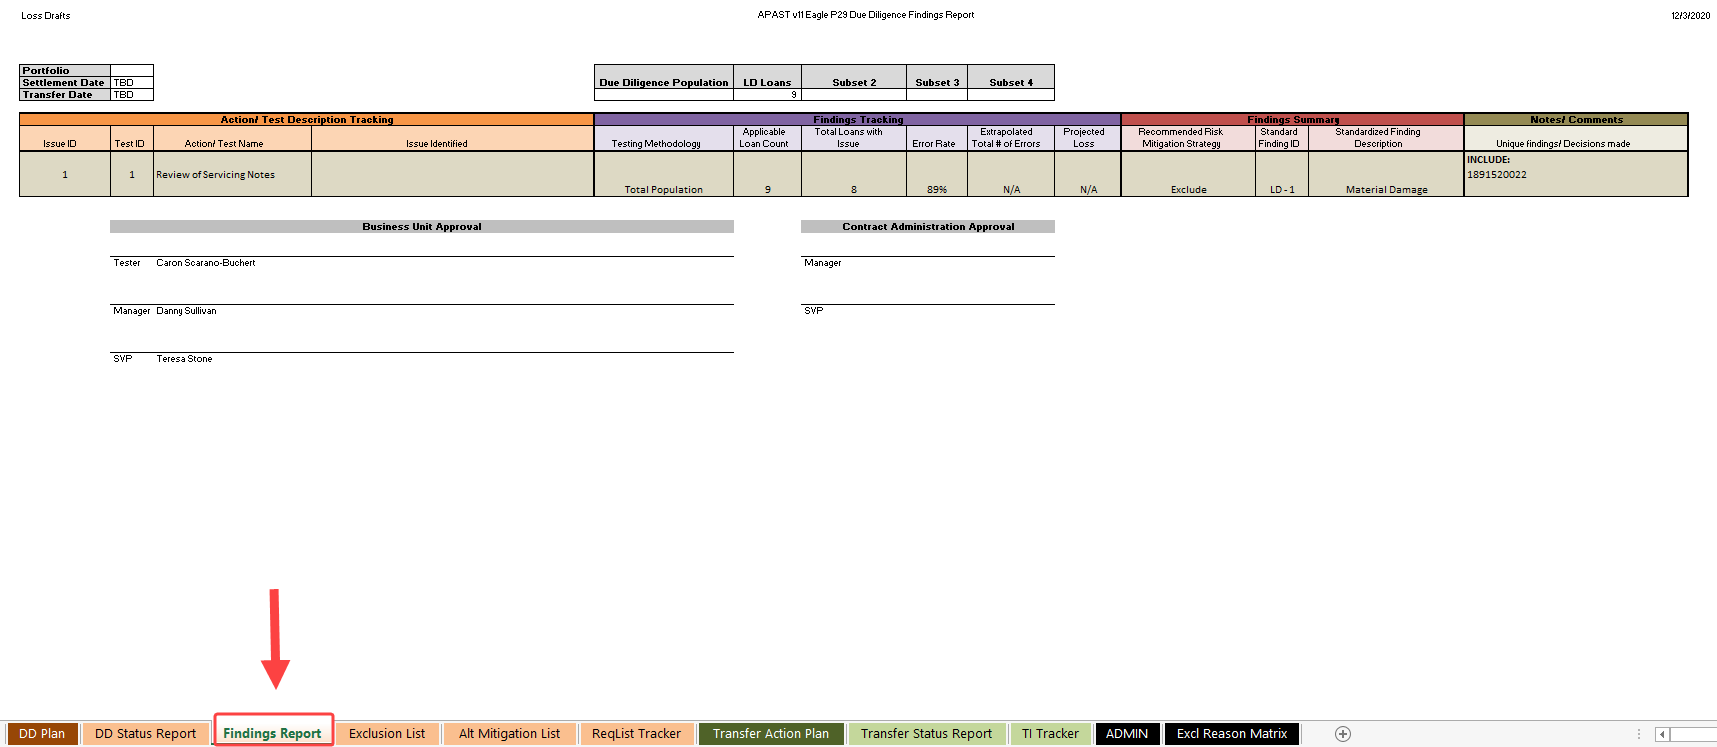 Loss Drafts
APAST v11 Eagle P29 Due Diligence Findings Report
12/3/2020
Portfolio
Settlement Date TBD
Transfer Date TBD
Due Diligence Population LD Loans Subset 2 Subset 3 Subset 4
9
Action/ Test Description Tracking Findings Tracking Findings Summary Notes/ Comments
Issue ID Test ID Action/ Test Name Issue Identified Testing Methodology Applicable Loan Count Total Loans with Issue Error Rate Extrapolated Total # of Errors Projected Loss Recommended Risk Mitigation Strategy Standard Finding ID Standardized Finding Description Unique findings/ Decisions made
1 1 Review of Servicing Notes Total Population 9 8 89% N/A N/A Exclude LD - 1 Material Damage INCLUDE:
1891520022
Business Unit Approval
Contract Administration Approval
Tester Caron Scarano-Buchert
Manager
Manager Danny Sullivan
SVP
SVP Teresa Stone
DD Plan DD Status Report Findings Report Exclusion List Alt Mitigation List ReqList Tracker Transfer Action Plan Transfer Status Report TI Tracker ADMIN Excl Reason Matrix